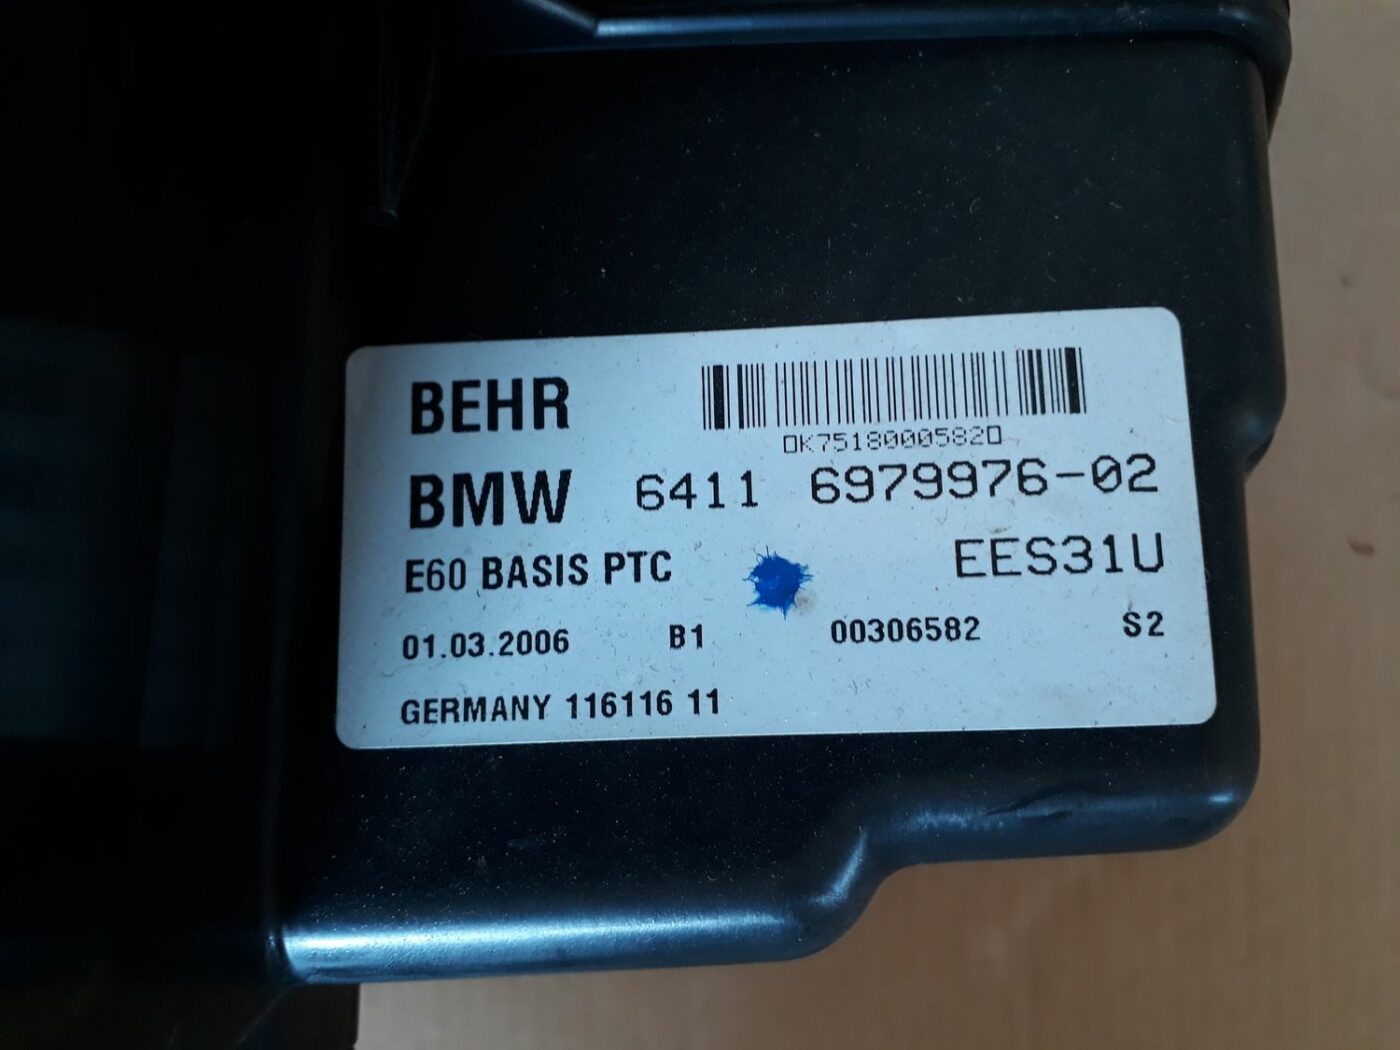 BEHR
0K75180005820
BMW 6411 6979976-02
E60 BASIS PTC EES31U
01.03.2006 B1 00306582 S2
GERMANY 116116 11